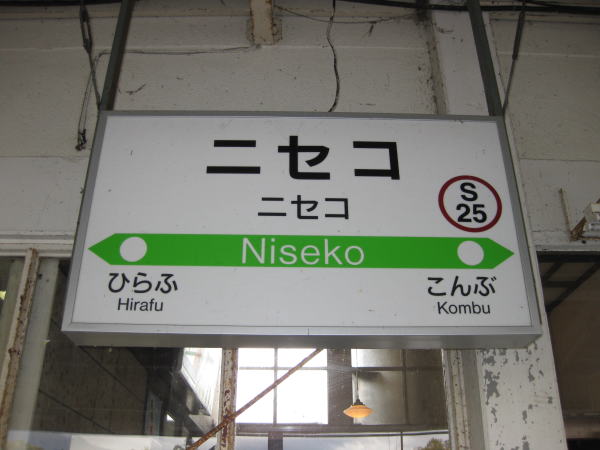 ニセコ
ニセコ
S
25
Niseko
ひらふ
Hirafu
こんぶ
Kombu